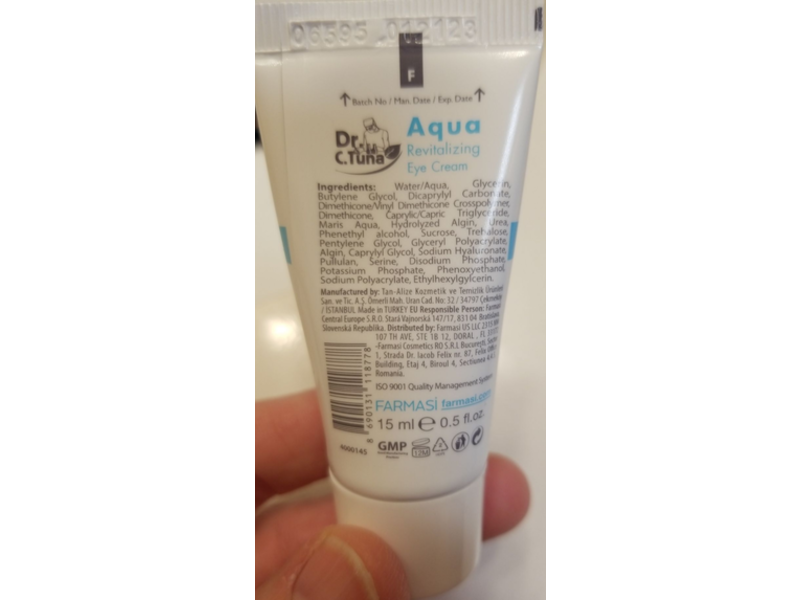 06595 012123
F
Batch No / Man. Date / Exp. Date
Dr.
C.Tuna
Aqua
Revitalizing
Eye Cream
Ingredients: Water/Aqua, Glycerin,
Butylene Glycol, Dicaprylyl Carbonate,
Dimethicone/Vinyl Dimethicone Crosspolymer,
Dimethicone, Caprylic/Capric Triglyceride,
Maris Aqua, Hydrolyzed Algin, Urea,
Phenethyl alcohol, Sucrose, Trehalose,
Pentylene Glycol, Glyceryl Polyacrylate,
Algin, Caprylyl Glycol, Sodium Hyaluronate,
Pullulan, Serine, Disodium Phosphate,
Potassium Phosphate, Phenoxyethanol,
Sodium Polyacrylate, Ethylhexylglycerin.
Manufactured by: Tan-Alize Kozmetik ve Temizlik Ürünleri
San. ve Tic. A.Ş. Ömerli Mah. Uran Cad. No: 32 / 34797 Çekmeköy
/ İSTANBUL Made in TURKEY EU Responsible Person: Farmasi
Central Europe S.R.O. Stará Vajnorská 147/17, 831 04 Bratislava,
Slovenská Republika. Distributed by: Farmasi US LLC 2315 NW
107 TH AVE, STE 1B 12, DORAL , FL
-Farmasi Cosmetics RO S.R.L Bucureşti, Sector
1, Strada Dr. Iacob Felix nr. 87, Felix Office
Building, Etaj 4, Biroul 4, Sectiunea
Romania.
ISO 9001 Quality Management System
FARMASİ farmasi.com
15 ml e 0.5 fl.oz.
8 690131 118778
4000145
GMP
12M